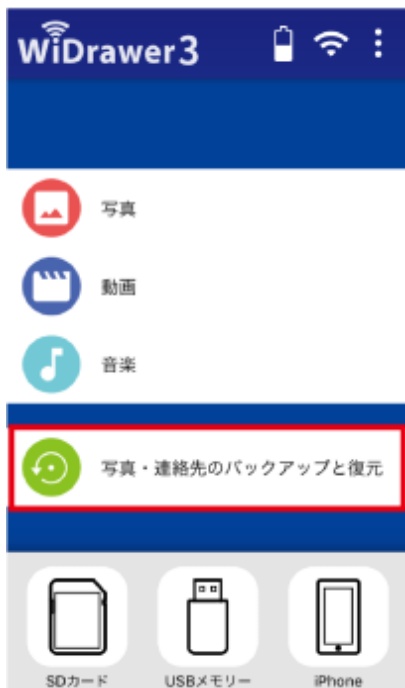 WiDrawer3
写真
動画
音楽
写真・連絡先のバックアップと復元
SDカード
USBメモリー
iPhone